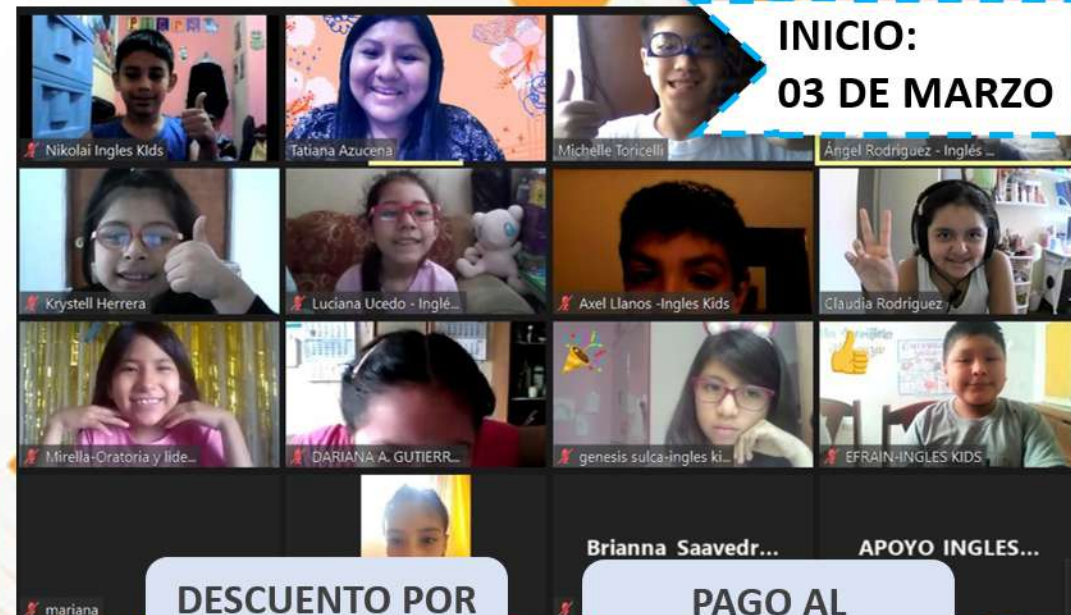 INICIO:
03 DE MARZO
Nikolai Ingles KIds
Tatiana Azucena
Michelle Toricelli
Ángel Rodriguez - Inglés ...
Krystell Herrera
Luciana Ucedo - Inglé...
Axel Llanos -Ingles Kids
Claudia Rodriguez
Mirella-Oratoria y lide...
DARIANA A. GUTIERR...
genesis sulca-ingles ki...
EFRAIN-INGLES KIDS
Brianna Saavedr...
APOYO INGLES...
mariana
DESCUENTO POR
PAGO AL